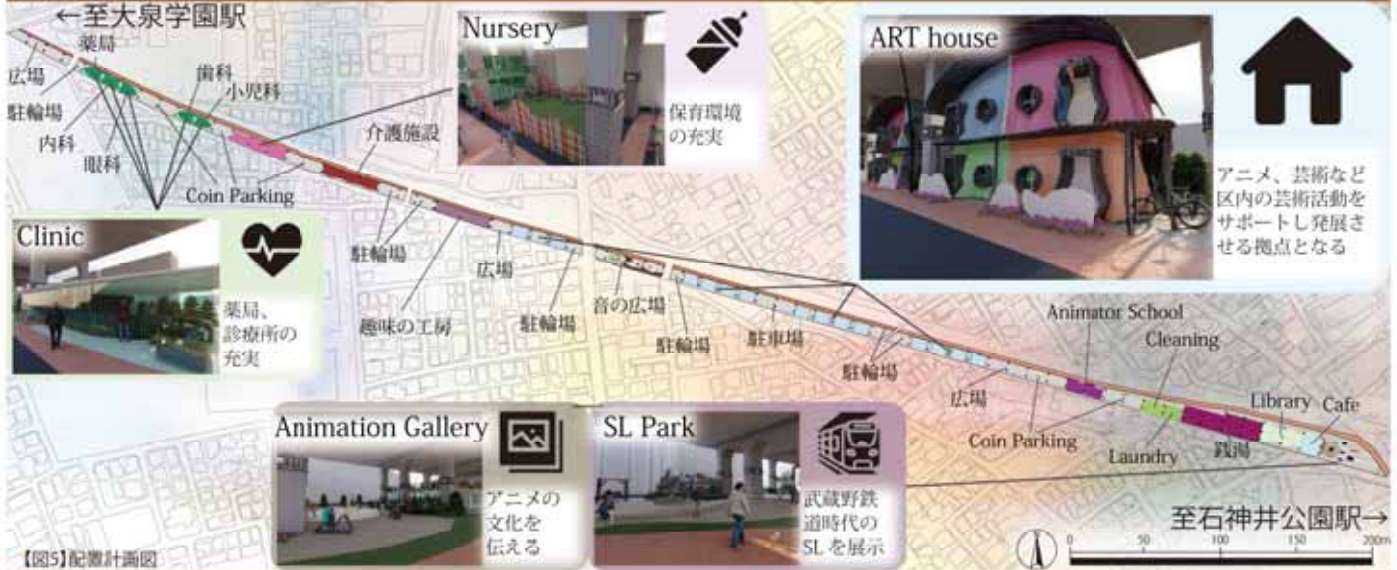 ←至大泉学園駅
広場
薬局
駐輪場
内科
眼科
歯科
小児科
Coin Parking
介護施設
Nursery
保育環境
の充実
ART house
アニメ、芸術など
区内の芸術活動を
サポートし発展さ
せる拠点となる
Clinic
薬局、
診療所の
充実
駐輪場
趣味の工房
広場
駐輪場
音の広場
駐輪場
駐車場
駐輪場
広場
Animator School
Cleaning
Coin Parking
Laundry
銭湯
Library
Cafe
Animation Gallery
アニメの
文化を
伝える
SL Park
武蔵野鉄
道時代の
SLを展示
至石神井公園駅→
0 50 100 150 200m
【図5】配置計画図